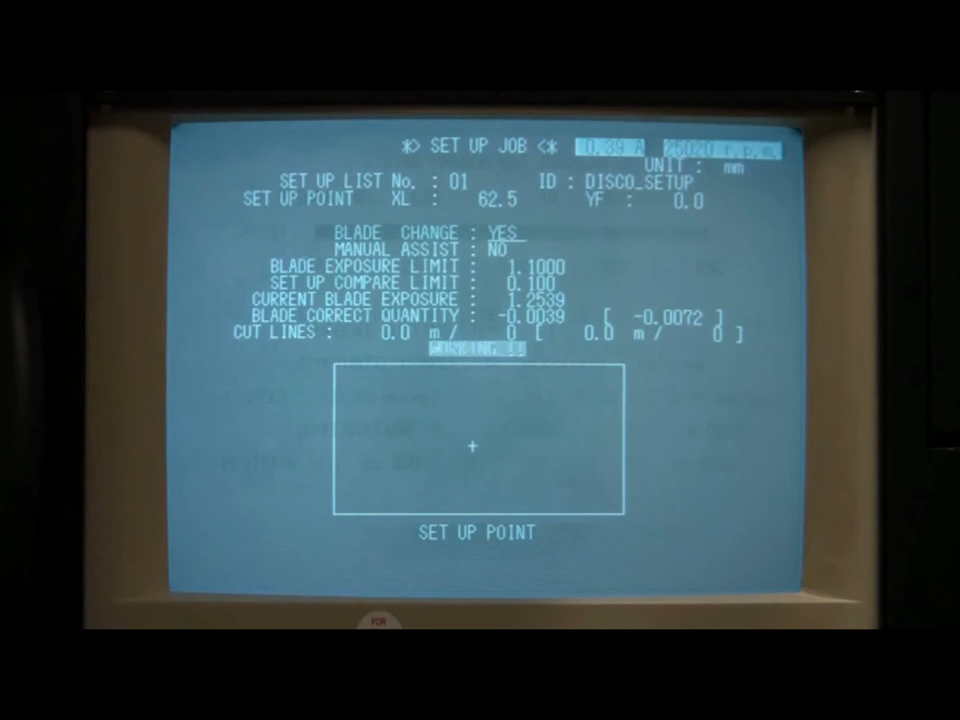 *> SET UP JOB <* 0.39 A 25020 r.p.m.
UNIT : mm
SET UP LIST No. : 01 ID : DISCO_SETUP
SET UP POINT XL : 62.5 YF : 0.0
BLADE CHANGE : YES
MANUAL ASSIST : NO
BLADE EXPOSURE LIMIT : 1.1000
SET UP COMPARE LIMIT : 0.100
CURRENT BLADE EXPOSURE : 1.2539
BLADE CORRECT QUANTITY : -0.0039 [ -0.0072 ]
CUT LINES : 0.0 m / 0 [ 0.0 m / 0 ]
WORKING !!
SET UP POINT
FOR